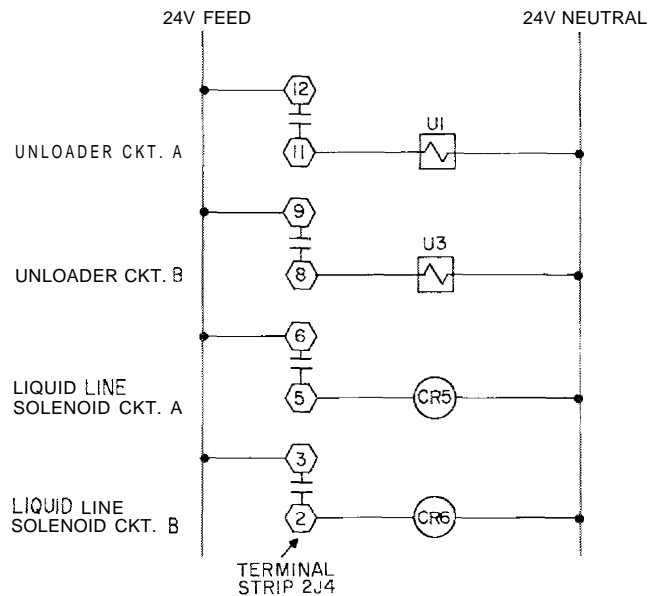 24V FEED
24V NEUTRAL
12
UNLOADER CKT. A
11
U1
9
UNLOADER CKT. B
8
U3
6
LIQUID LINE
SOLENOID CKT. A
5
CR5
3
LIQUID LINE
SOLENOID CKT. B
2
CR6
TERMINAL
STRIP 2J4